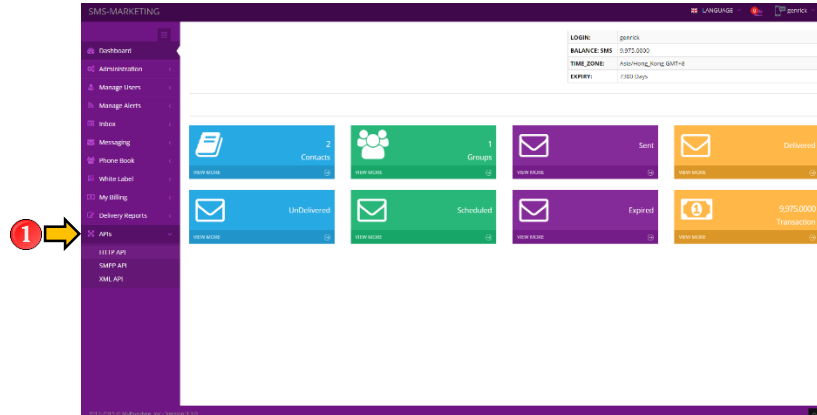 SMS-MARKETING
LANGUAGE
genrick
LOGIN: genrick
BALANCE: SMS 9,975.0000
TIME_ZONE: Asia/Hong_Kong GMT+8
EXPIRY: Days
Dashboard
Administration
Manage Users
Manage Alerts
Inbox
Messaging
Phone Book
White Label
My Billing
Delivery Reports
1
APIs
HTTP API
SMPP API
XML API
2
Contacts
VIEW MORE
1
Groups
VIEW MORE
Sent
VIEW MORE
Delivered
VIEW MORE
UnDelivered
VIEW MORE
Scheduled
VIEW MORE
Expired
VIEW MORE
9,975.0000
Transaction
VIEW MORE